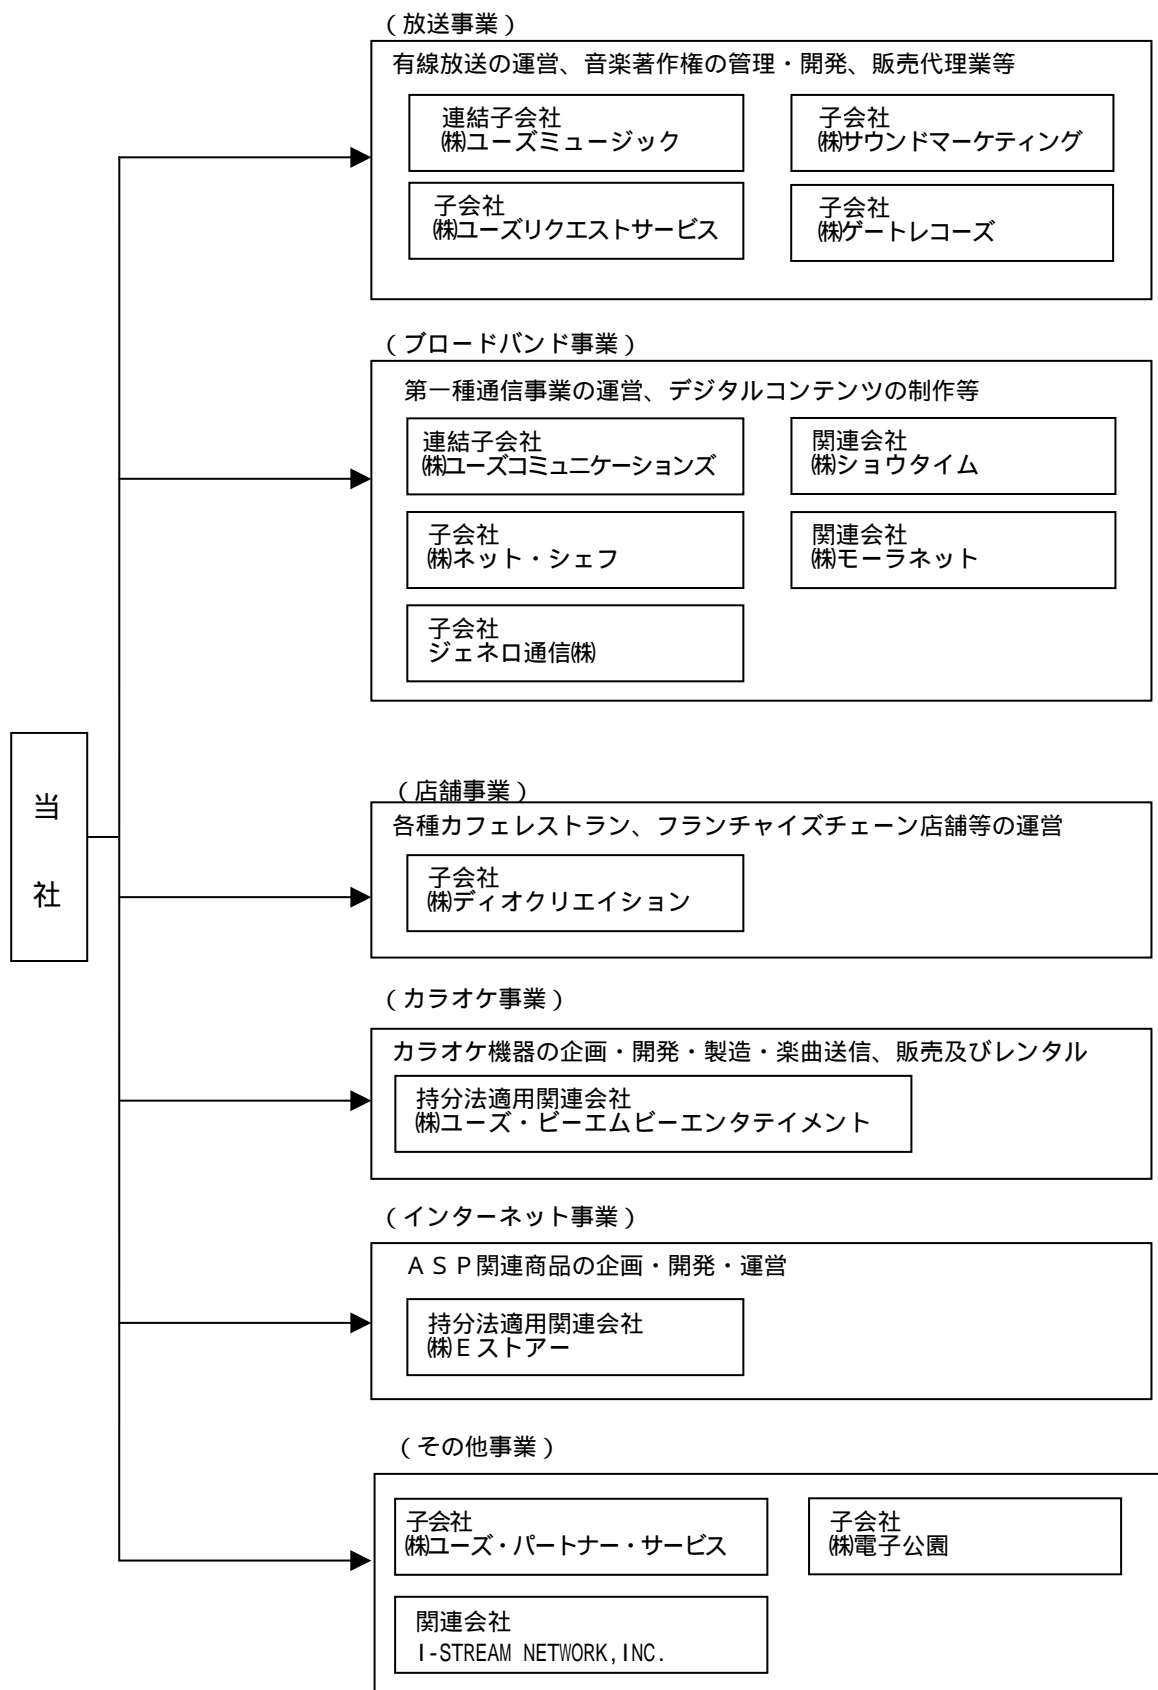 （放送事業）
有線放送の運営、音楽著作権の管理・開発、販売代理業等
連結子会社
㈱ユーズミュージック
子会社
㈱サウンドマーケティング
子会社
㈱ユーズリクエストサービス
子会社
㈱ゲートレコーズ
（ブロードバンド事業）
第一種通信事業の運営、デジタルコンテンツの制作等
連結子会社
㈱ユーズコミュニケーションズ
関連会社
㈱ショウタイム
子会社
㈱ネット・シェフ
関連会社
㈱モーラネット
子会社
ジェネロ通信㈱
当社
（店舗事業）
各種カフェレストラン、フランチャイズチェーン店舗等の運営
子会社
㈱ディオクリエイション
（カラオケ事業）
カラオケ機器の企画・開発・製造・楽曲送信、販売及びレンタル
持分法適用関連会社
㈱ユーズ・ビーエムビーエンタテイメント
（インターネット事業）
ＡＳＰ関連商品の企画・開発・運営
持分法適用関連会社
㈱Ｅストアー
（その他事業）
子会社
㈱ユーズ・パートナー・サービス
子会社
㈱電子公園
関連会社
I-STREAM NETWORK,INC.